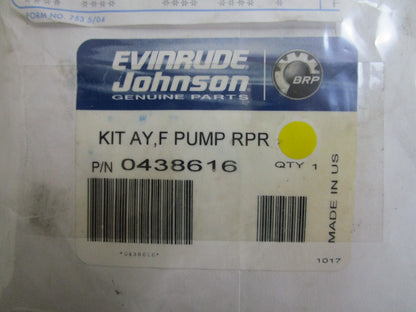 FORM NO. 753 5/04
EVINRUDE
Johnson
GENUINE PARTS
BRP
KIT AY,F PUMP RPR
P/N 0438616
QTY 1
MADE IN US
*0438616*
1017